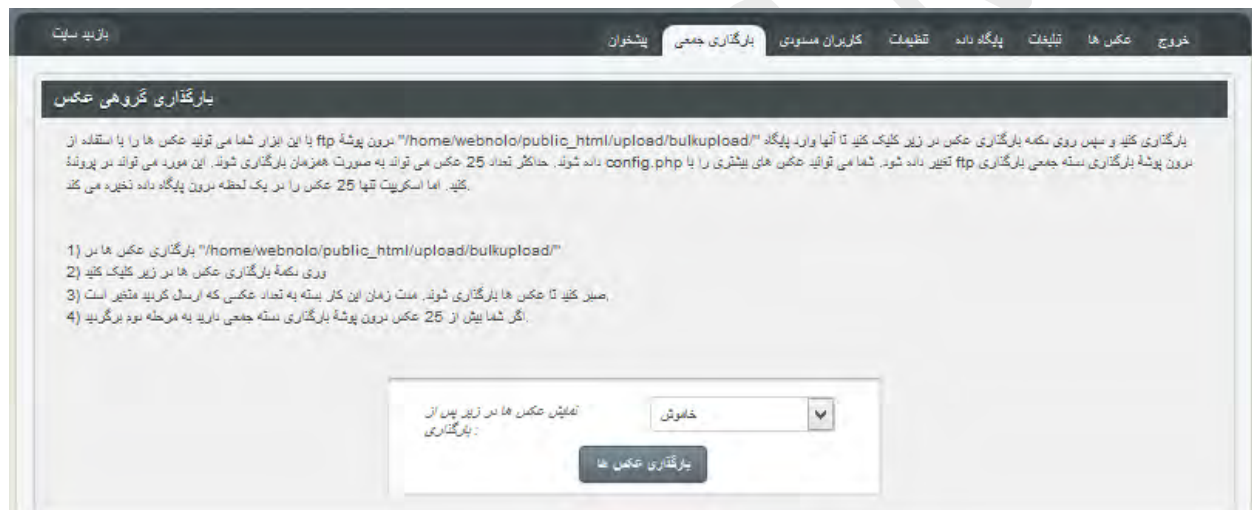 خروج عکس ها تبلیغات پایگاه داده تنظیمات کاربران مسدودی بارگذاری جمعی پیشخوان بازدید سایت
بارگذاری گروهی عکس
بارگذاری کنید و سپس روی دکمه بارگذاری عکس در زیر کلیک کنید تا آنها وارد پایگاه "/home/webnolo/public_html/upload/bulkupload/" درون پوشۀ ftp با این ابزار شما می تونید عکس ها را با استفاده از
درون پوشۀ بارگذاری دسته جمعی بارگذاری ftp تغییر داده شود. شما می توانید عکس های بیشتری را با config.php داده شوند. حداکثر تعداد 25 عکس می تواند به صورت همزمان بارگذاری شوند. این مورد می تواند در پروندۀ
.کنید. اما اسکریپت تنها 25 عکس را در یک لحظه درون پایگاه داده ذخیره می کند
1) بارگذاری عکس ها در "/home/webnolo/public_html/upload/bulkupload/"
2) وری دکمۀ بارگذاری عکس ها در زیر کلیک کنید
3) .صبر کنید تا عکس ها بارگذاری شوند. مدت زمان این کار بسته به تعداد عکسی که ارسال کردید متغیر است
4) .اگر شما بیش از 25 عکس درون پوشۀ بارگذاری دسته جمعی دارید به مرحله دوم برگردید
نمایش عکس ها در زیر پس از
بارگذاری :
خاموش
بارگذاری عکس ها